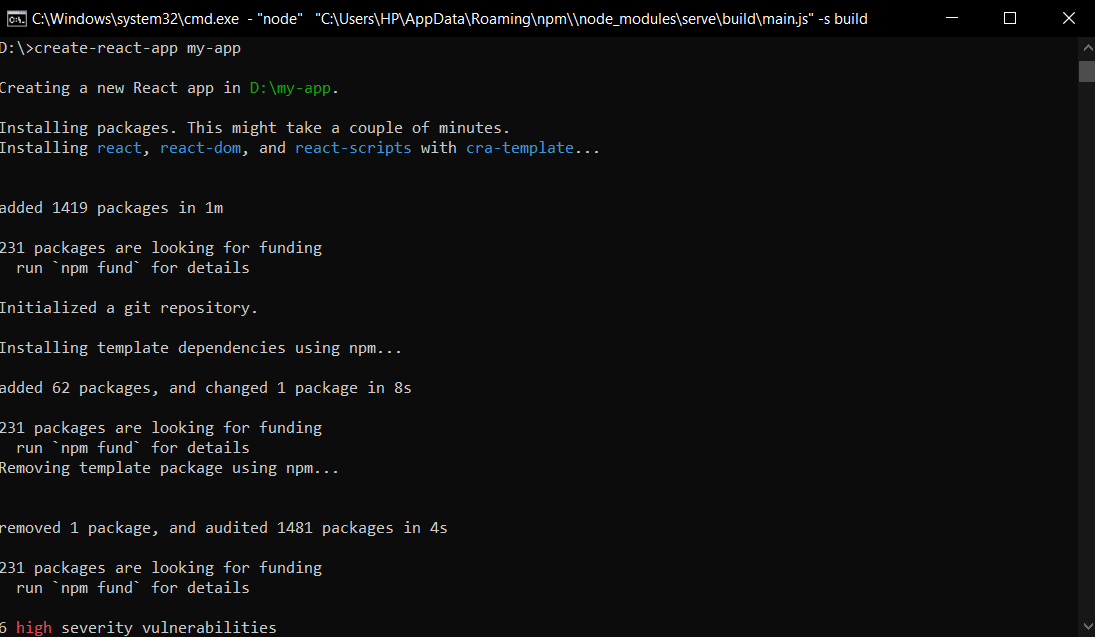 C:\Windows\system32\cmd.exe - "node" "C:\Users\HP\AppData\Roaming\npm\\node_modules\serve\build\main.js" -s build
D:\>create-react-app my-app
Creating a new React app in D:\my-app.
Installing packages. This might take a couple of minutes.
Installing react, react-dom, and react-scripts with cra-template...
added 1419 packages in 1m
231 packages are looking for funding
  run `npm fund` for details
Initialized a git repository.
Installing template dependencies using npm...
added 62 packages, and changed 1 package in 8s
231 packages are looking for funding
  run `npm fund` for details
Removing template package using npm...
removed 1 package, and audited 1481 packages in 4s
231 packages are looking for funding
  run `npm fund` for details
6 high severity vulnerabilities